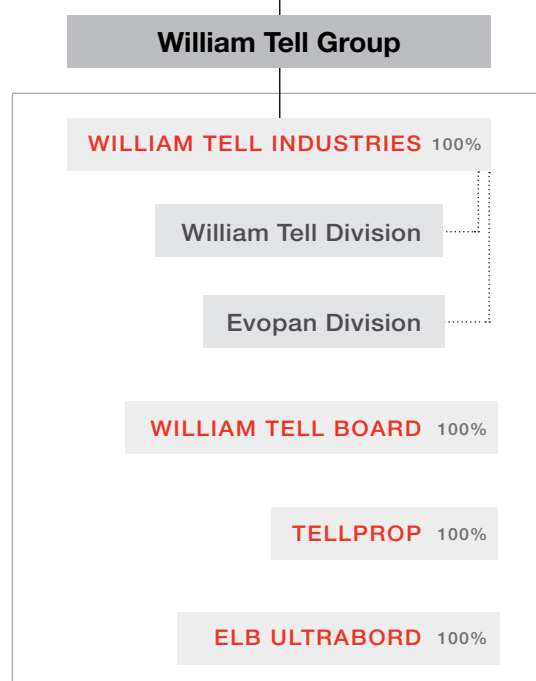 William Tell Group
WILLIAM TELL INDUSTRIES 100%
William Tell Division
Evopan Division
WILLIAM TELL BOARD 100%
TELLPROP 100%
ELB ULTRABORD 100%